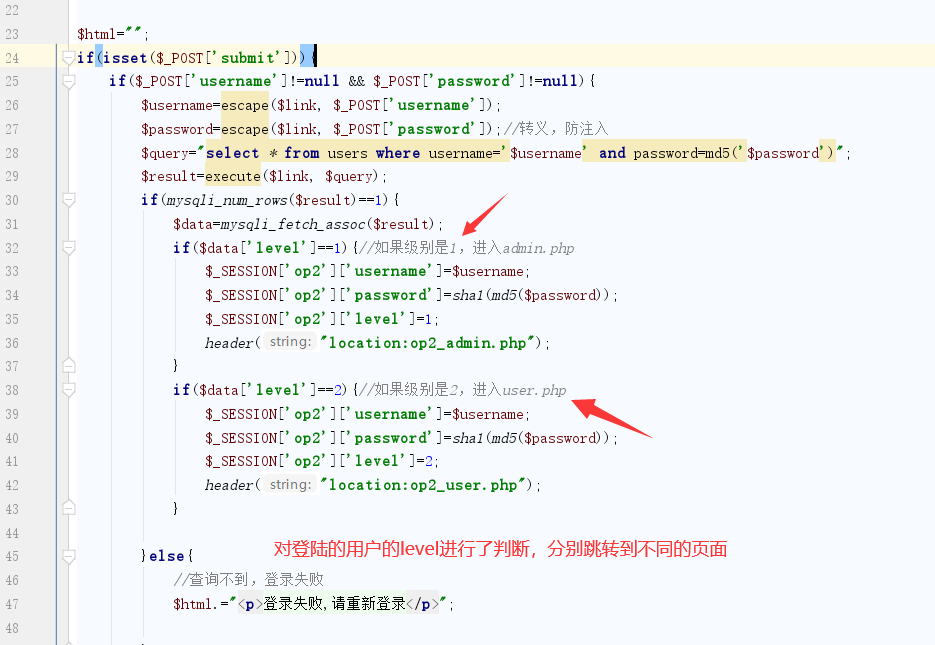 22
23 $html="";
24 if(isset($_POST['submit'])){
25 if($_POST['username']!=null && $_POST['password']!=null){
26 $username=escape($link, $_POST['username']);
27 $password=escape($link, $_POST['password']);//转义，防注入
28 $query="select * from users where username='$username' and password=md5('$password')";
29 $result=execute($link, $query);
30 if(mysqli_num_rows($result)==1){
31 $data=mysqli_fetch_assoc($result);
32 if($data['level']==1){//如果级别是1，进入admin.php
33 $_SESSION['op2']['username']=$username;
34 $_SESSION['op2']['password']=sha1(md5($password));
35 $_SESSION['op2']['level']=1;
36 header( string: "location:op2_admin.php");
37 }
38 if($data['level']==2){//如果级别是2，进入user.php
39 $_SESSION['op2']['username']=$username;
40 $_SESSION['op2']['password']=sha1(md5($password));
41 $_SESSION['op2']['level']=2;
42 header( string: "location:op2_user.php");
43 }
44
对登陆的用户的level进行了判断，分别跳转到不同的页面
45 }else{
46 //查询不到，登录失败
47 $html.="<p>登录失败,请重新登录</p>";
48